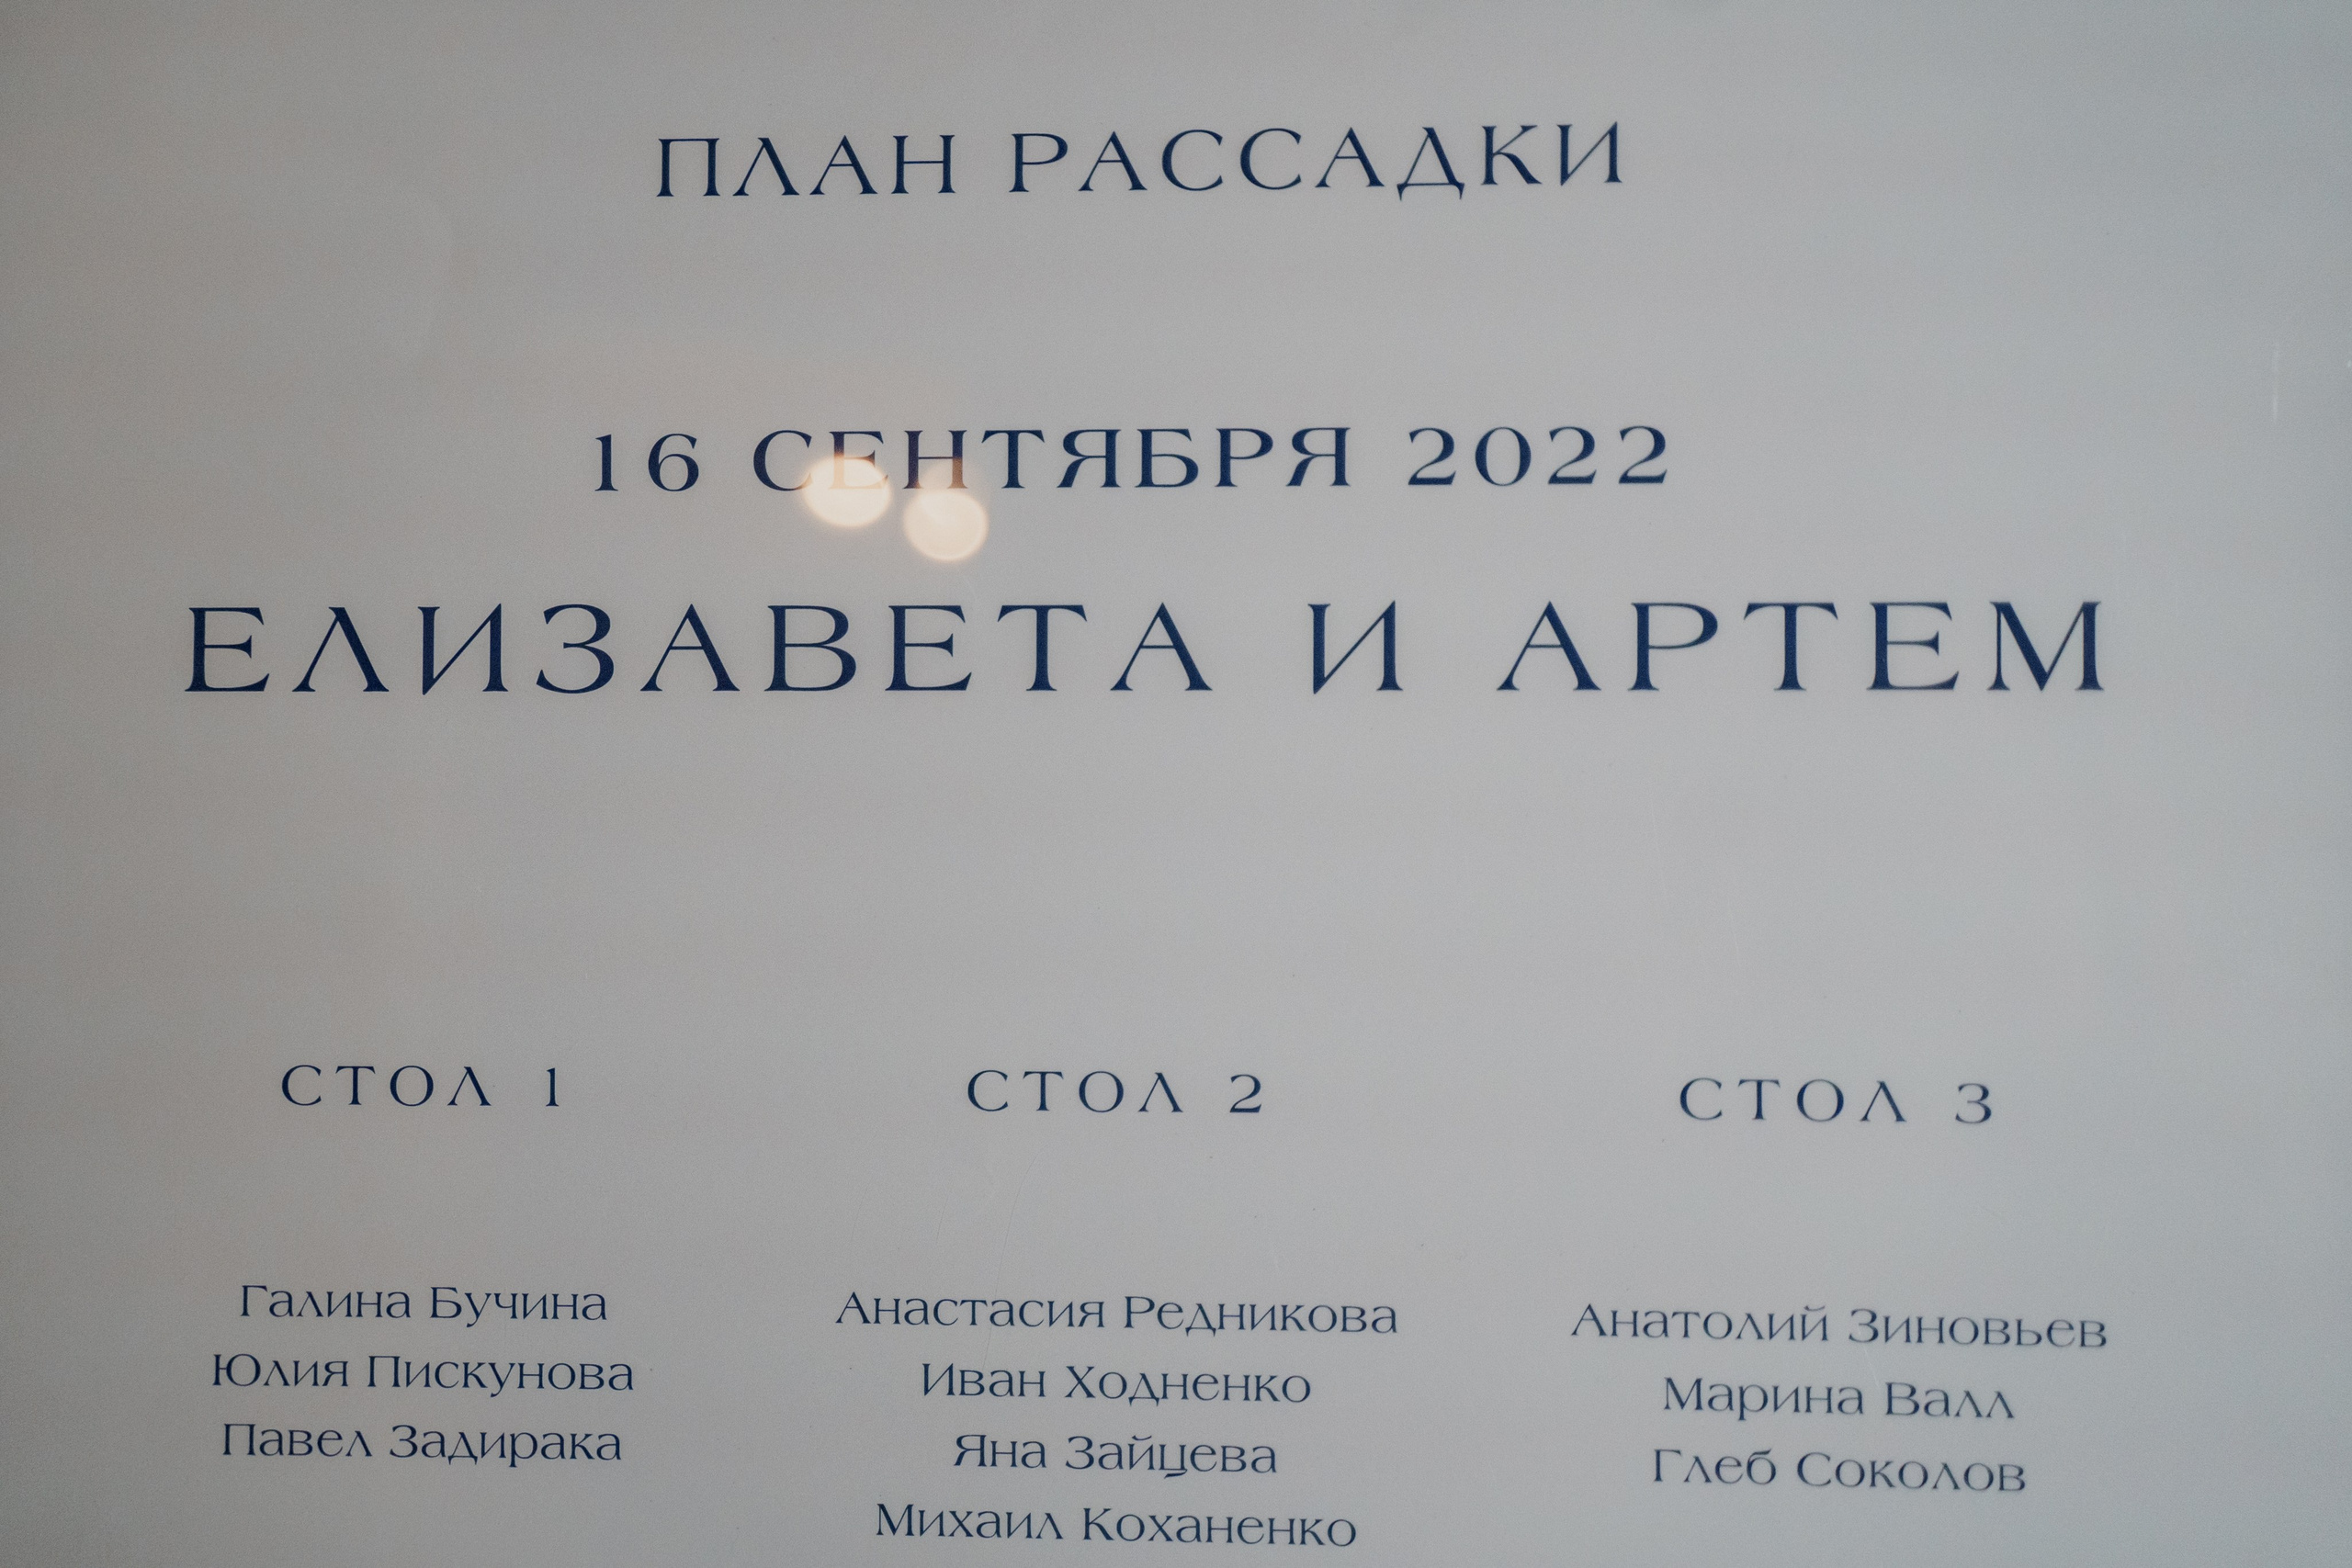 ПЛАН РАССАДКИ
16 СЕНТЯБРЯ 2022
ЕЛИЗАВЕТА И АРТЕМ
СТОЛ 1
Галина Бучина
Юлия Пискунова
Павел Задирака
СТОЛ 2
Анастасия Редникова
Иван Ходненко
Яна Зайцева
Михаил Коханенко
СТОЛ 3
Анатолий Зиновьев
Марина Валл
Глеб Соколов